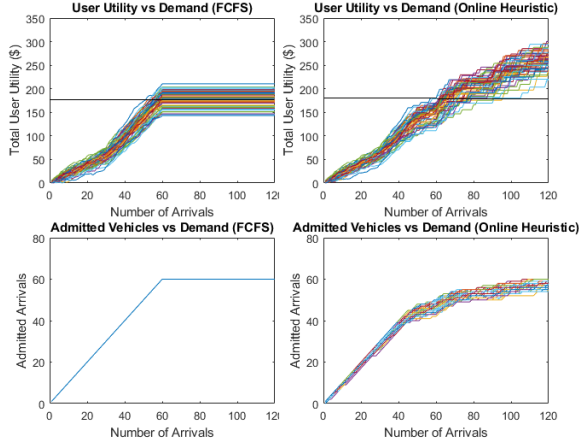 User Utility vs Demand (FCFS)
350
300
250
200
150
100
50
0
Total User Utility ($)
0 20 40 60 80 100 120
Number of Arrivals
User Utility vs Demand (Online Heuristic)
350
300
250
200
150
100
50
0
Total User Utility ($)
0 20 40 60 80 100 120
Number of Arrivals
Admitted Vehicles vs Demand (FCFS)
80
60
40
20
0
Admitted Arrivals
0 20 40 60 80 100 120
Number of Arrivals
Admitted Vehicles vs Demand (Online Heuristic)
80
60
40
20
0
Admitted Arrivals
0 20 40 60 80 100 120
Number of Arrivals